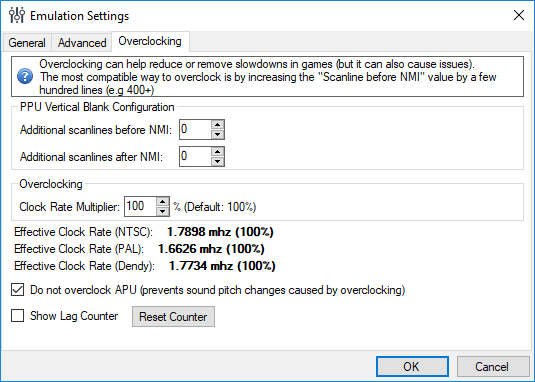 Emulation Settings
General Advanced Overclocking
Overclocking can help reduce or remove slowdowns in games (but it can also cause issues).
The most compatible way to overclock is by increasing the "Scanline before NMI" value by a few
hundred lines (e.g 400+)
PPU Vertical Blank Configuration
Additional scanlines before NMI: 0
Additional scanlines after NMI: 0
Overclocking
Clock Rate Multiplier: 100 % (Default: 100%)
Effective Clock Rate (NTSC): 1.7898 mhz (100%)
Effective Clock Rate (PAL): 1.6626 mhz (100%)
Effective Clock Rate (Dendy): 1.7734 mhz (100%)
Do not overclock APU (prevents sound pitch changes caused by overclocking)
Show Lag Counter Reset Counter
OK Cancel